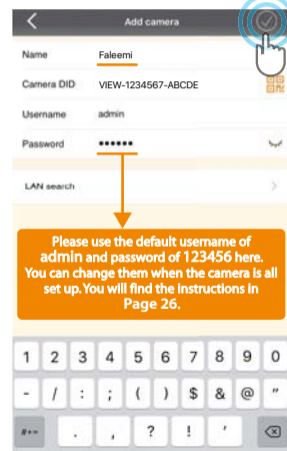 Add camera
Name Faleemi
Camera DID VIEW-1234567-ABCDE
Username admin
Password ••••••
LAN search
Please use the default username of
admin and password of 123456 here.
You can change them when the camera is all
set up. You will find the instructions in
Page 26.
1 2 3 4 5 6 7 8 9 0
- / : ; ( ) $ & @ "
#+= . , ? ! '